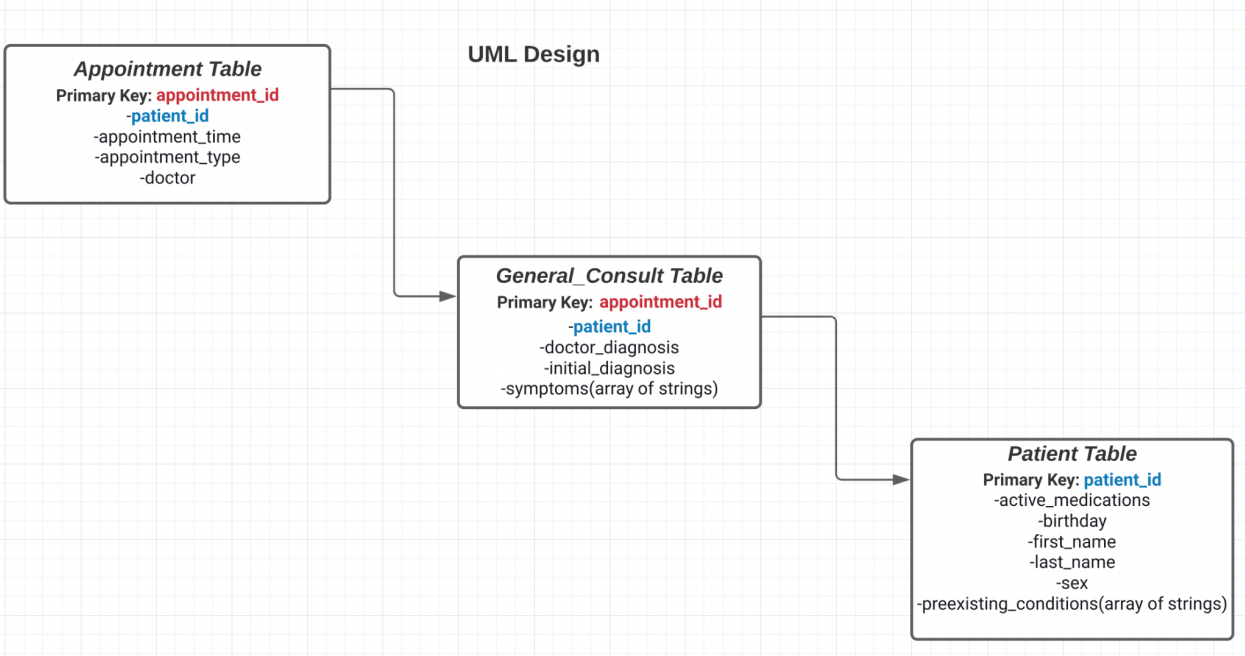 UML Design
Appointment Table
Primary Key: appointment_id
-patient_id
-appointment_time
-appointment_type
-doctor
General_Consult Table
Primary Key: appointment_id
-patient_id
-doctor_diagnosis
-initial_diagnosis
-symptoms(array of strings)
Patient Table
Primary Key: patient_id
-active_medications
-birthday
-first_name
-last_name
-sex
-preexisting_conditions(array of strings)